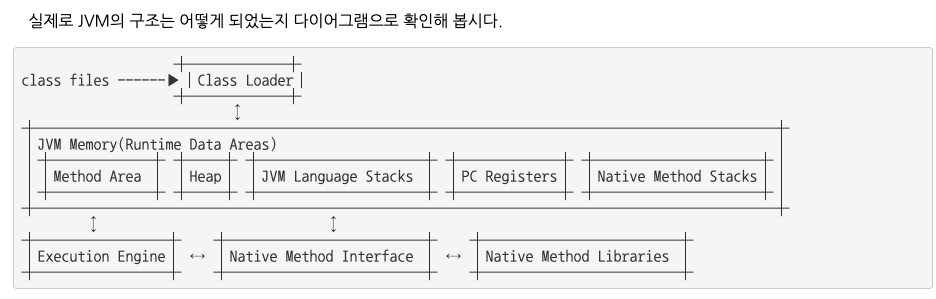 실제로 JVM의 구조는 어떻게 되었는지 다이어그램으로 확인해 봅시다.
class files ------▶ | Class Loader |
↕
JVM Memory(Runtime Data Areas)
Method Area Heap JVM Language Stacks PC Registers Native Method Stacks
↕ ↕
Execution Engine ↔ Native Method Interface ↔ Native Method Libraries